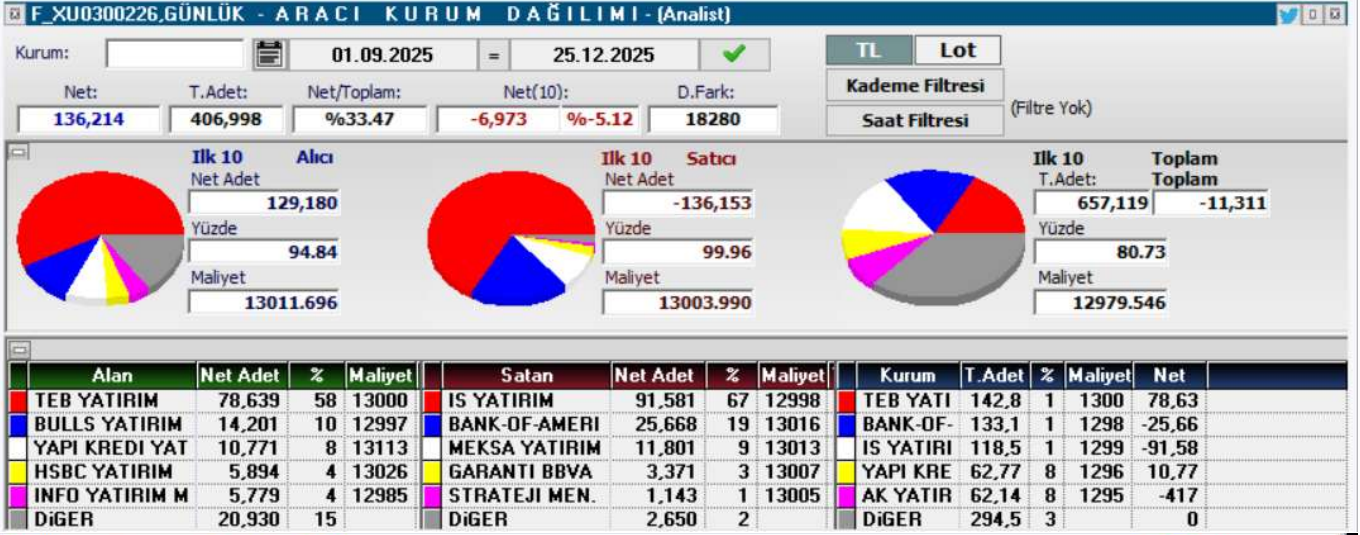 F_XU0300226,GÜNLÜK - ARACI KURUM DAĞILIMI- (Analist)
Kurum: 01.09.2025 = 25.12.2025 TL Lot
Net: T.Adet: Net/Toplam: Net(10): D.Fark: Kademe Filtresi
136,214 406,998 %33.47 -6,973 %-5.12 18280 Saat Filtresi (Filtre Yok)
Ilk 10 Alıcı Ilk 10 Satıcı Ilk 10 Toplam
Net Adet Net Adet T.Adet: Toplam
129,180 -136,153 657,119 -11,311
Yüzde Yüzde Yüzde
94.84 99.96 80.73
Maliyet Maliyet Maliyet
13011.696 13003.990 12979.546
Alan Net Adet % Maliyet Satan Net Adet % Maliyet Kurum T.Adet % Maliyet Net
TEB YATIRIM 78,639 58 13000 IS YATIRIM 91,581 67 12998 TEB YATI 142,8 1 1300 78,63
BULLS YATIRIM 14,201 10 12997 BANK-OF-AMERI 25,668 19 13016 BANK-OF- 133,1 1 1298 -25,66
YAPI KREDI YAT 10,771 8 13113 MEKSA YATIRIM 11,801 9 13013 IS YATIRI 118,5 1 1299 -91,58
HSBC YATIRIM 5,894 4 13026 GARANTI BBVA 3,371 3 13007 YAPI KRE 62,77 8 1296 10,77
INFO YATIRIM M 5,779 4 12985 STRATEJI MEN. 1,143 1 13005 AK YATIR 62,14 8 1295 -417
DiGER 20,930 15 DiGER 2,650 2 DiGER 294,5 3 0